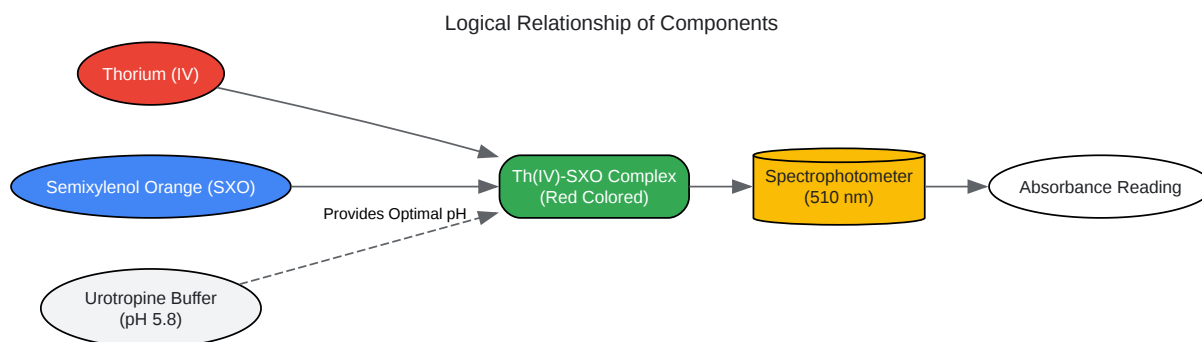 Logical Relationship of Components
Thorium (IV)
Semixylenol Orange (SXO)
Provides Optimal pH
Urotropine Buffer
(pH 5.8)
Th(IV)-SXO Complex
(Red Colored)
Spectrophotometer
(510 nm)
Absorbance Reading